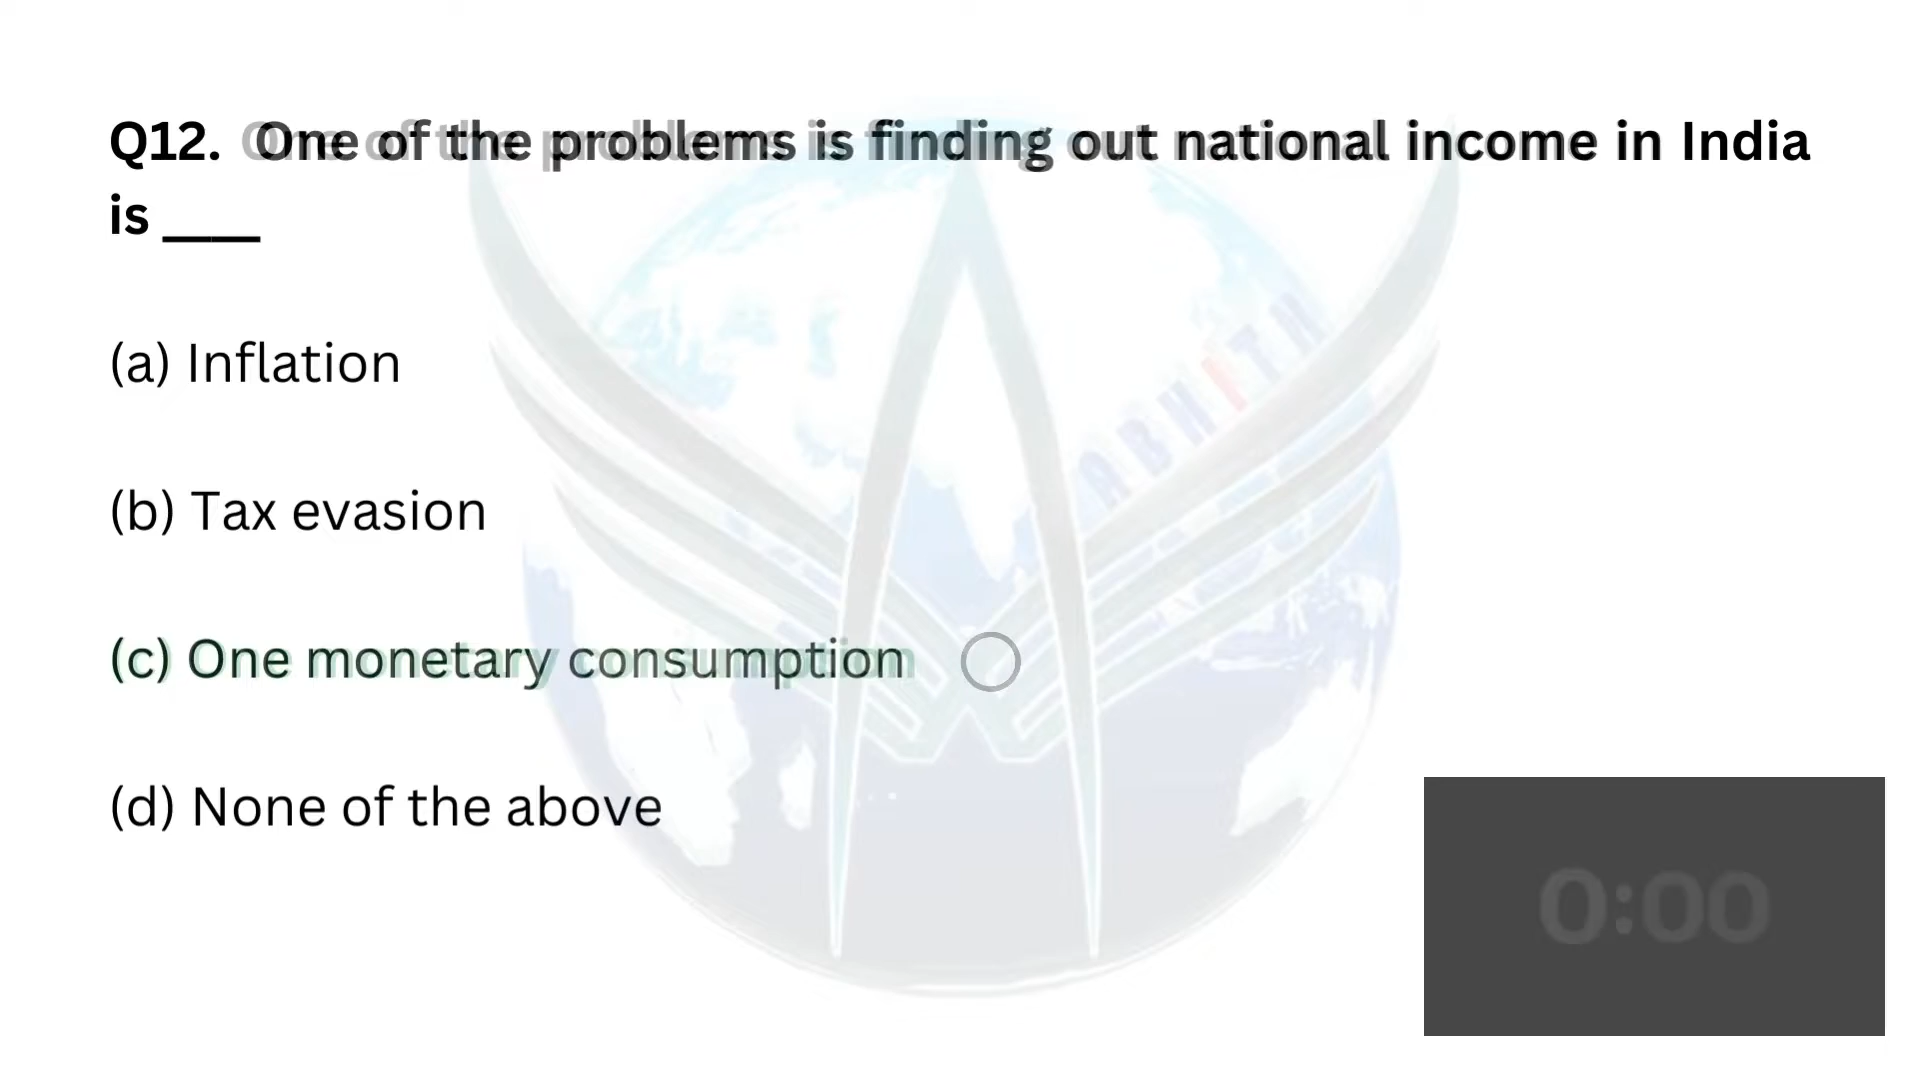 Q12. One of the problems is finding out national income in India
is ____
(a) Inflation
(b) Tax evasion
(c) One monetary consumption
(d) None of the above
ABHITN
0:00